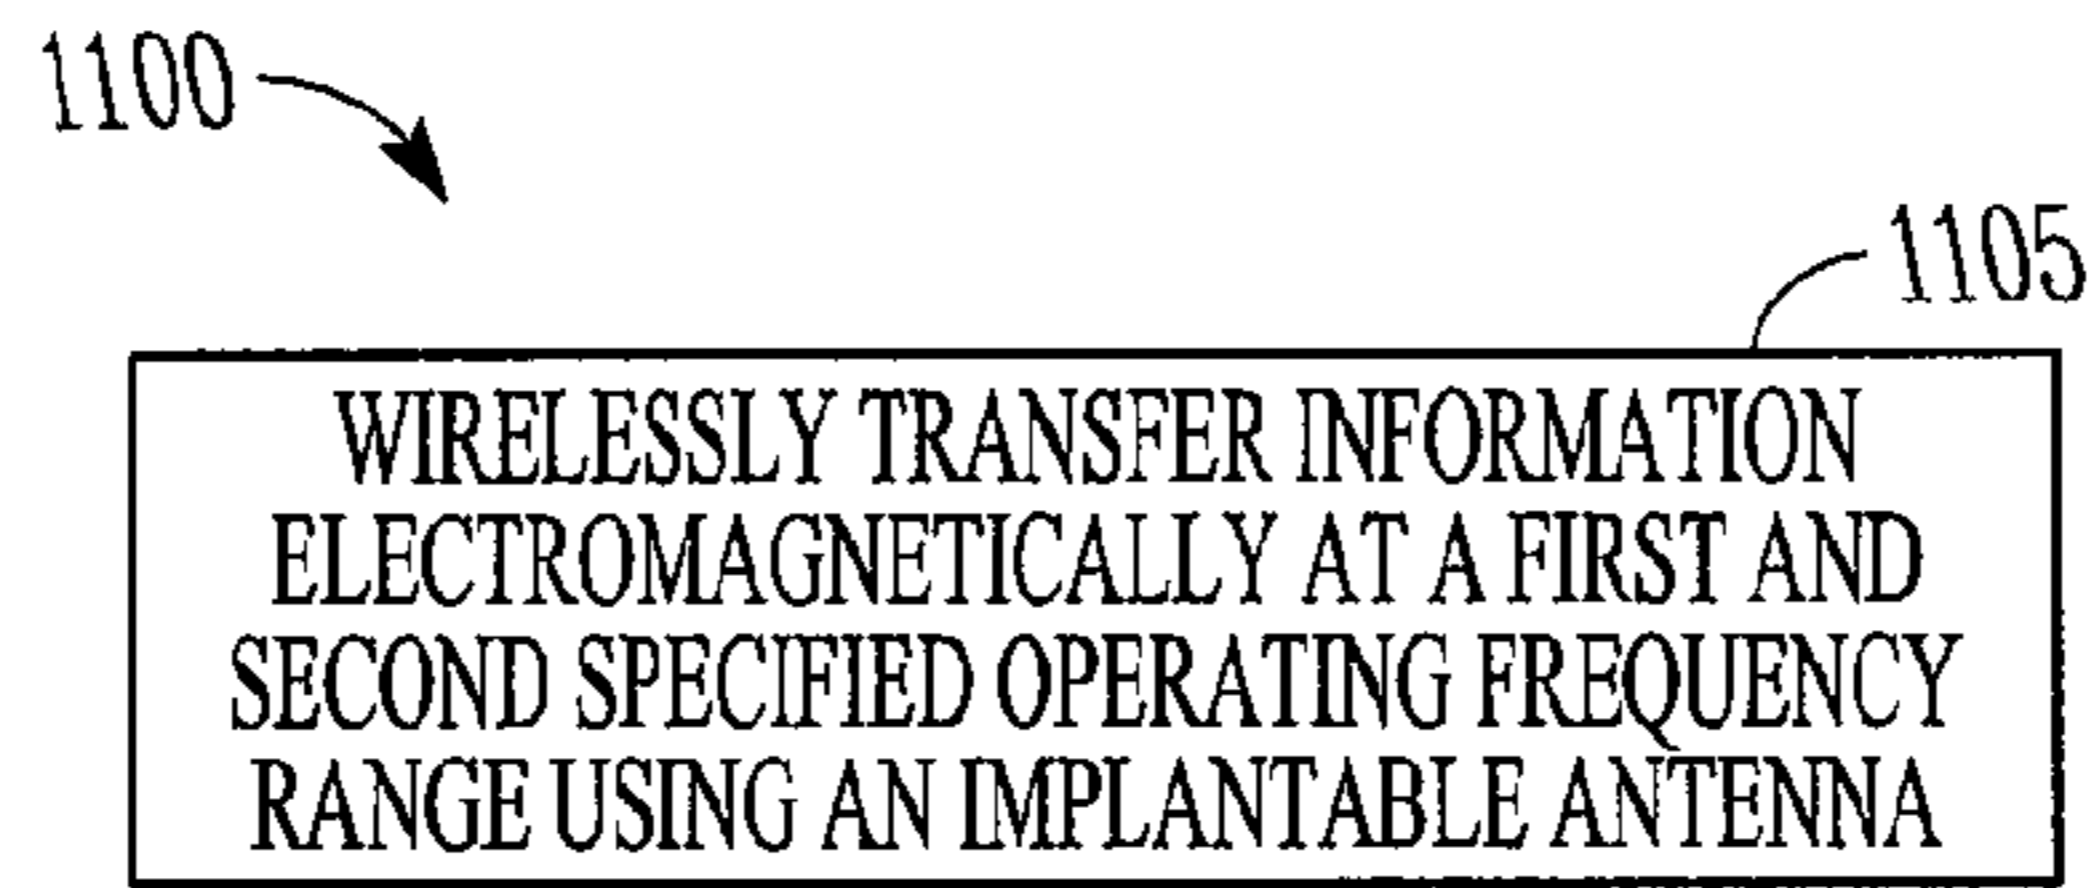 1100
1105
WIRELESSLY TRANSFER INFORMATION
ELECTROMAGNETICALLY AT A FIRST AND
SECOND SPECIFIED OPERATING FREQUENCY
RANGE USING AN IMPLANTABLE ANTENNA